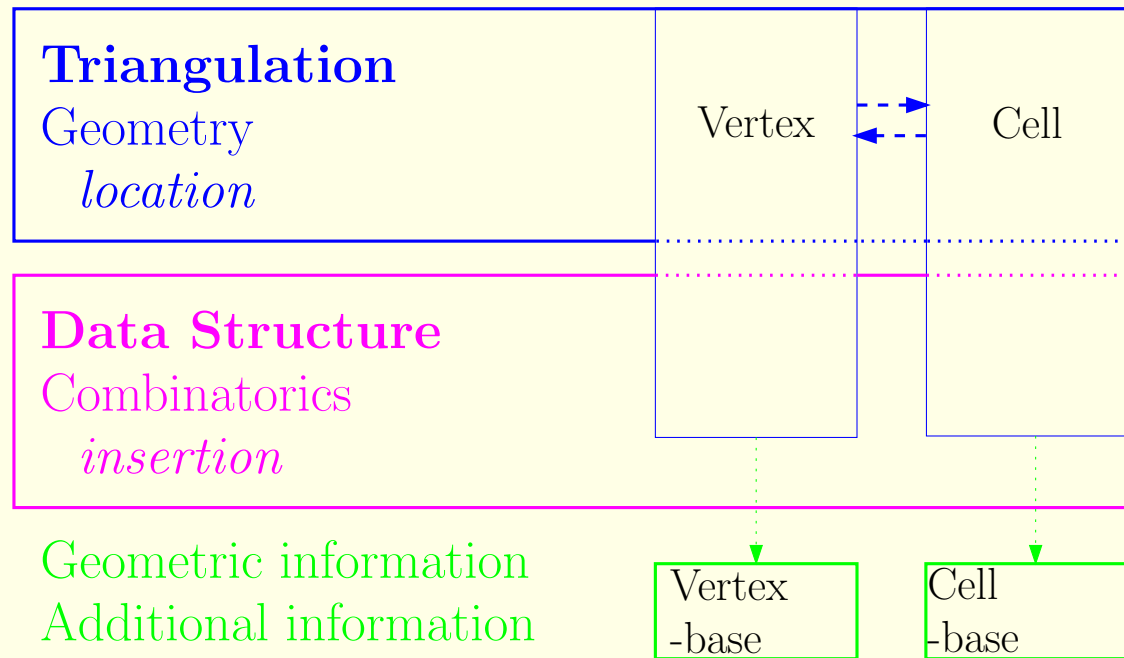 Triangulation
Geometry
location
Vertex
Cell
Data Structure
Combinatorics
insertion
Geometric information
Additional information
Vertex
-base
Cell
-base